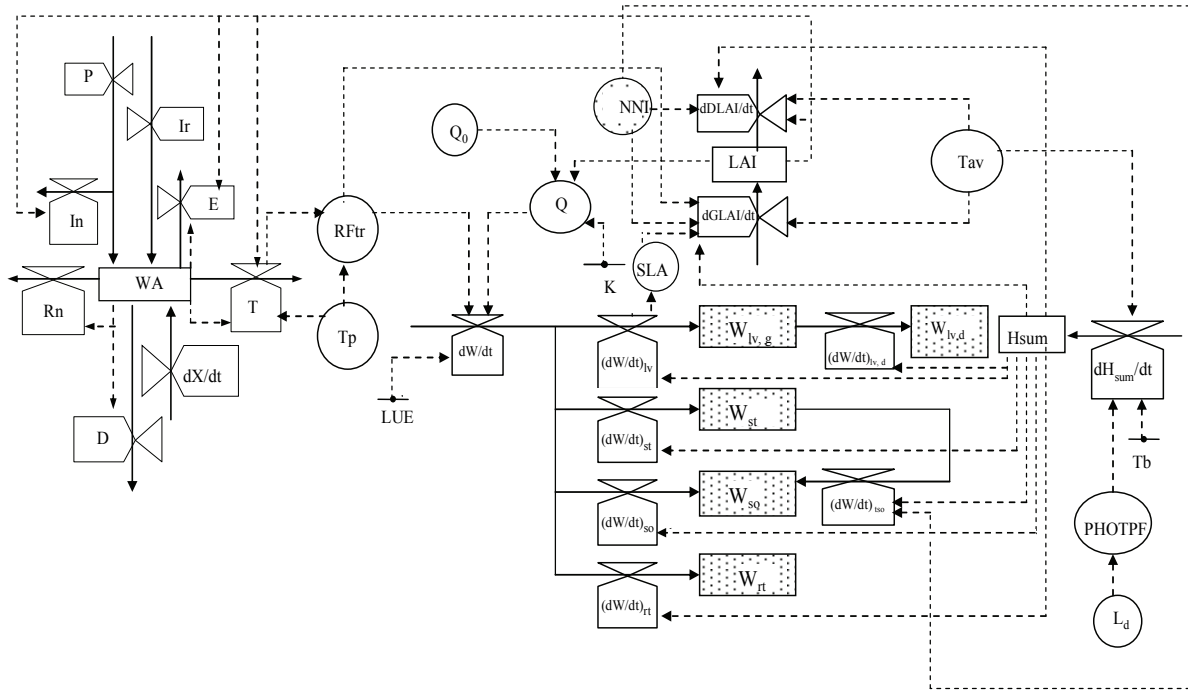 P
Ir
In
E
WA
Rn
T
dX/dt
D
RFtr
Tp
Q₀
Q
K
NNI
dDLAI/dt
LAI
dGLAI/dt
SLA
Tav
dW/dt
LUE
(dW/dt)lv
W lv, g
(dW/dt)lv, d
W lv,d
Hsum
dHsum/dt
Tb
(dW/dt)st
Wst
(dW/dt)so
Wso
(dW/dt) tso
(dW/dt)rt
Wrt
PHOTPF
Ld